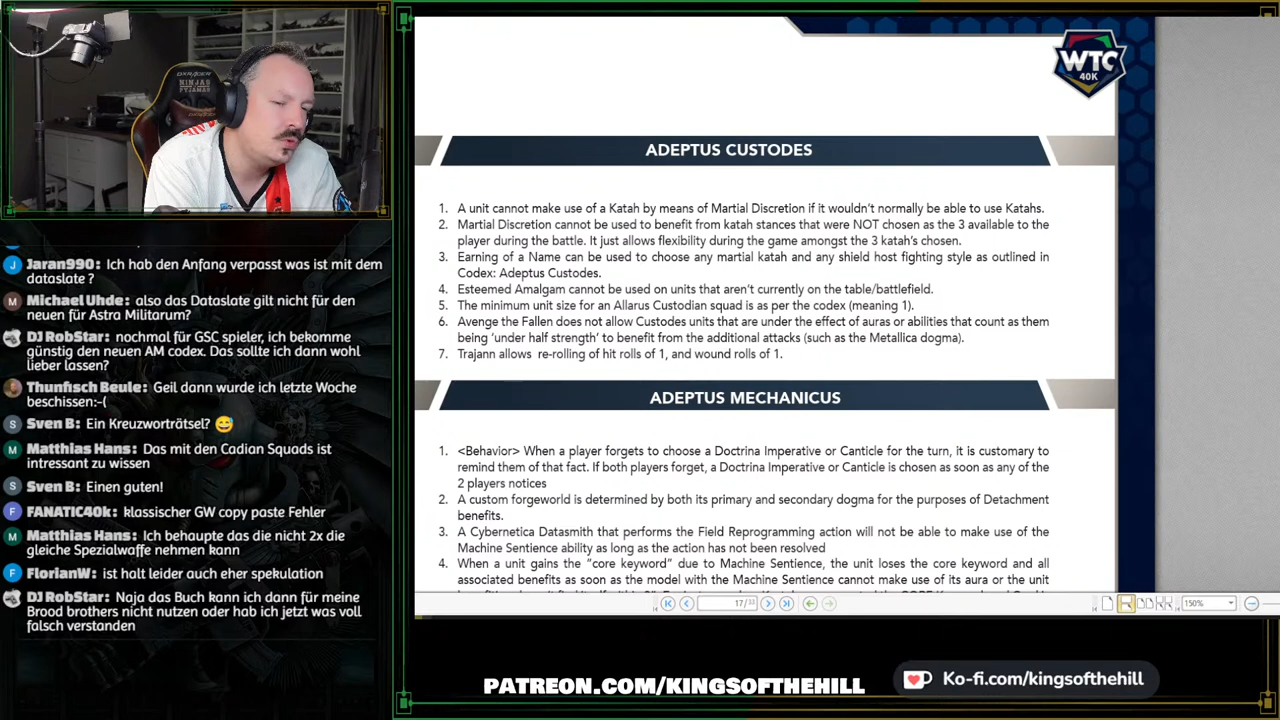 DXRACER
NINJAS
PYJAMAS
Jaran990: Ich hab den Anfang verpasst was ist mit dem
dataslate ?
Michael Uhde: also das Dataslate gilt nicht für den
neuen für Astra Militarum?
DJ RobStar: nochmal für GSC spieler, ich bekomme
günstig den neuen AM codex. Das sollte ich dann wohl
lieber lassen?
Thunfisch Beule: Geil dann wurde ich letzte Woche
beschissen:-(
Sven B: Ein Kreuzworträtsel? 😅
Matthias Hans: Das mit den Cadian Squads ist
intressant zu wissen
Sven B: Einen guten!
FANATIC40k: klassischer GW copy paste Fehler
Matthias Hans: Ich behaupte das die nicht 2x die
gleiche Spezialwaffe nehmen kann
FlorianW: ist halt leider auch eher spekulation
DJ RobStar: Naja das Buch kann ich dann für meine
Brood brothers nicht nutzen oder hab ich jetzt was voll
falsch verstanden
WTC
40K
ADEPTUS CUSTODES
1. A unit cannot make use of a Katah by means of Martial Discretion if it wouldn't normally be able to use Katahs.
2. Martial Discretion cannot be used to benefit from katah stances that were NOT chosen as the 3 available to the
player during the battle. It just allows flexibility during the game amongst the 3 katah's chosen.
3. Earning of a Name can be used to choose any martial katah and any shield host fighting style as outlined in
Codex: Adeptus Custodes.
4. Esteemed Amalgam cannot be used on units that aren't currently on the table/battlefield.
5. The minimum unit size for an Allarus Custodian squad is as per the codex (meaning 1).
6. Avenge the Fallen does not allow Custodes units that are under the effect of auras or abilities that count as them
being 'under half strength' to benefit from the additional attacks (such as the Metallica dogma).
7. Trajann allows re-rolling of hit rolls of 1, and wound rolls of 1.
ADEPTUS MECHANICUS
1. <Behavior> When a player forgets to choose a Doctrina Imperative or Canticle for the turn, it is customary to
remind them of that fact. If both players forget, a Doctrina Imperative or Canticle is chosen as soon as any of the
2 players notices
2. A custom forgeworld is determined by both its primary and secondary dogma for the purposes of Detachment
benefits.
3. A Cybernetica Datasmith that performs the Field Reprogramming action will not be able to make use of the
Machine Sentience ability as long as the action has not been resolved
4. When a unit gains the "core keyword" due to Machine Sentience, the unit loses the core keyword and all
associated benefits as soon as the model with the Machine Sentience cannot make use of its aura or the unit
17/33
150%
PATREON.COM/KINGSOFTHEHILL
Ko-fi.com/kingsofthehill